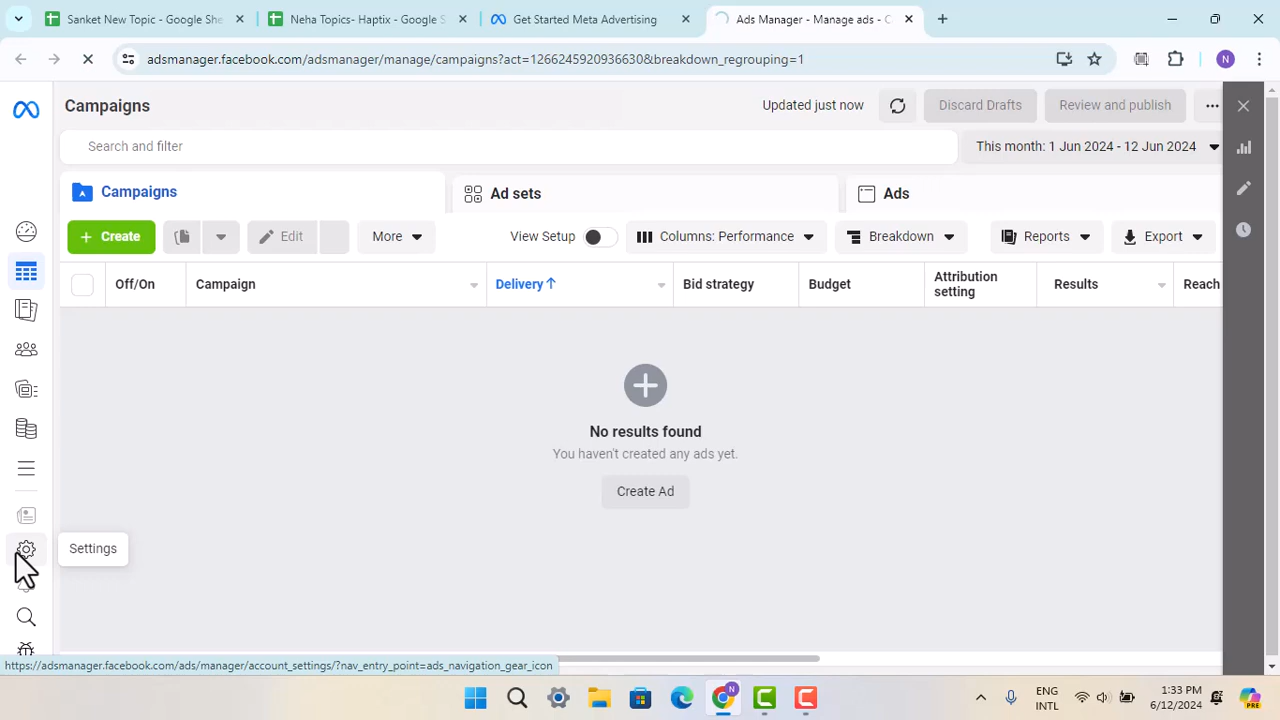 Sanket New Topic - Google She
Neha Topics- Haptix - Google S
Get Started Meta Advertising
Ads Manager - Manage ads - C
adsmanager.facebook.com/adsmanager/manage/campaigns?act=1266245920936630&breakdown_regrouping=1
N
Campaigns
Updated just now
Discard Drafts
Review and publish
Search and filter
This month: 1 Jun 2024 - 12 Jun 2024
Campaigns
Ad sets
Ads
Create
Edit
More
View Setup
Columns: Performance
Breakdown
Reports
Export
Off/On
Campaign
Delivery
Bid strategy
Budget
Attribution
setting
Results
Reach
No results found
You haven't created any ads yet.
Create Ad
Settings
https://adsmanager.facebook.com/ads/manager/account_settings/?nav_entry_point=ads_navigation_gear_icon
N
ENG
INTL
1:33 PM
6/12/2024
PRE